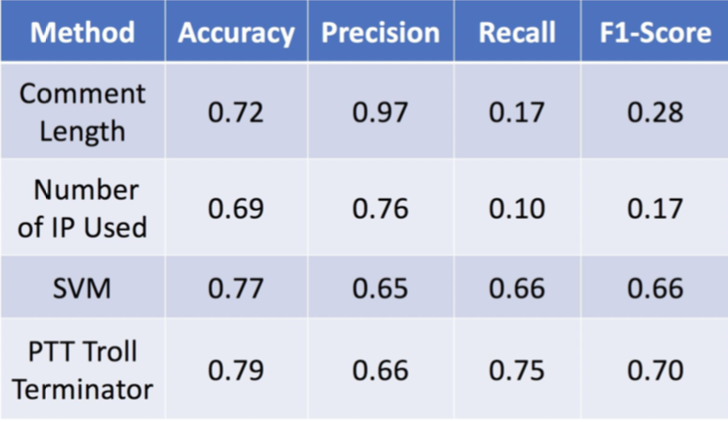 Method Accuracy Precision Recall F1-Score
Comment
Length 0.72 0.97 0.17 0.28
Number
of IP Used 0.69 0.76 0.10 0.17
SVM 0.77 0.65 0.66 0.66
PTT Troll
Terminator 0.79 0.66 0.75 0.70